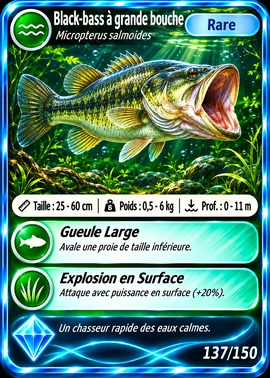 Black-bass à grande bouche
Rare
Micropterus salmoides
Taille : 25 - 60 cm | Poids : 0,5 - 6 kg | Prof. : 0 - 11 m
Gueule Large
Avale une proie de taille inférieure.
Explosion en Surface
Attaque avec puissance en surface (+20%).
Un chasseur rapide des eaux calmes.
137/150